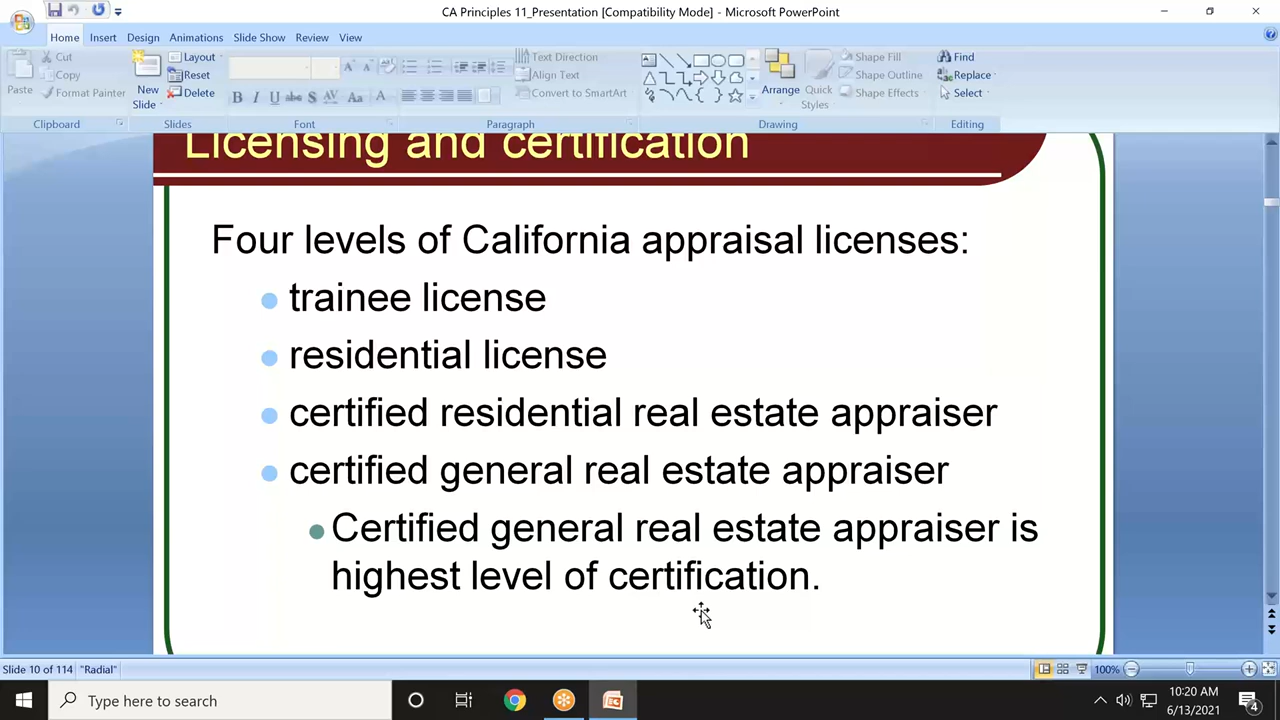 CA Principles 11_Presentation [Compatibility Mode] - Microsoft PowerPoint
Home Insert Design Animations Slide Show Review View
Paste
Cut
Copy
Format Painter
Clipboard
New Slide
Layout
Reset
Delete
Slides
B I U abc S AV Aa A
Font
Text Direction
Align Text
Convert to SmartArt
Paragraph
Arrange
Quick Styles
Shape Fill
Shape Outline
Shape Effects
Drawing
Find
Replace
Select
Editing
Licensing and certification
Four levels of California appraisal licenses:
trainee license
residential license
certified residential real estate appraiser
certified general real estate appraiser
Certified general real estate appraiser is
highest level of certification.
Slide 10 of 114 "Radial" 100%
Type here to search
10:20 AM
6/13/2021
4